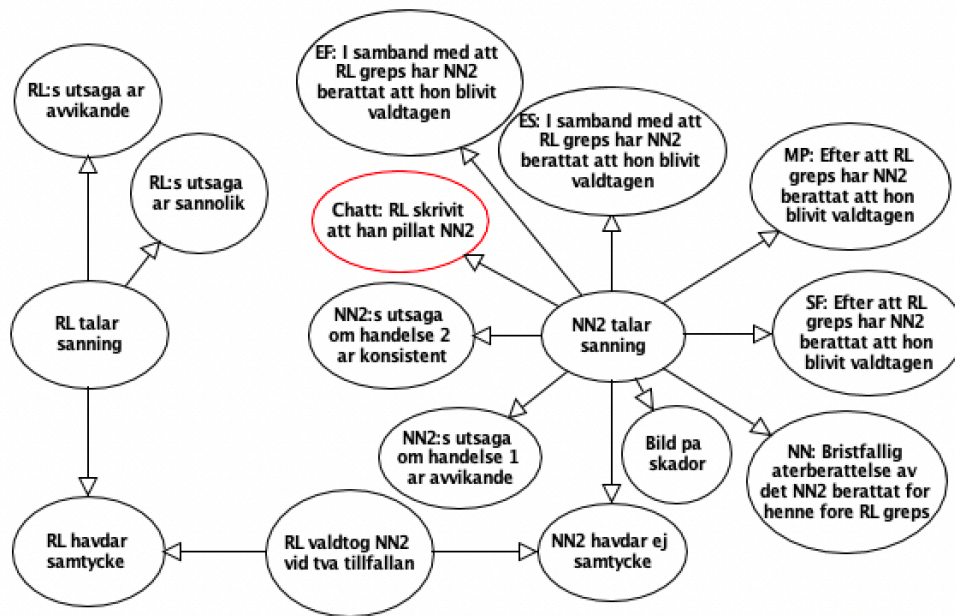 EF: I samband med att
RL greps har NN2
berattat att hon blivit
valdtagen
RL:s utsaga ar
avvikande
ES: I samband med att
RL greps har NN2
berattat att hon blivit
valdtagen
MP: Efter att RL
greps har NN2
berattat att hon
blivit valdtagen
RL:s utsaga
ar sannolik
Chatt: RL skrivit
att han pillat NN2
RL talar
sanning
NN2:s utsaga
om handelse 2
ar konsistent
NN2 talar
sanning
SF: Efter att RL
greps har NN2
berattat att hon
blivit valdtagen
NN2:s utsaga
om handelse 1
ar avvikande
Bild pa
skador
NN: Bristfallig
aterberattelse av
det NN2 berattat for
henne fore RL greps
RL havdar
samtycke
RL valdtog NN2
vid tva tillfallan
NN2 havdar ej
samtycke